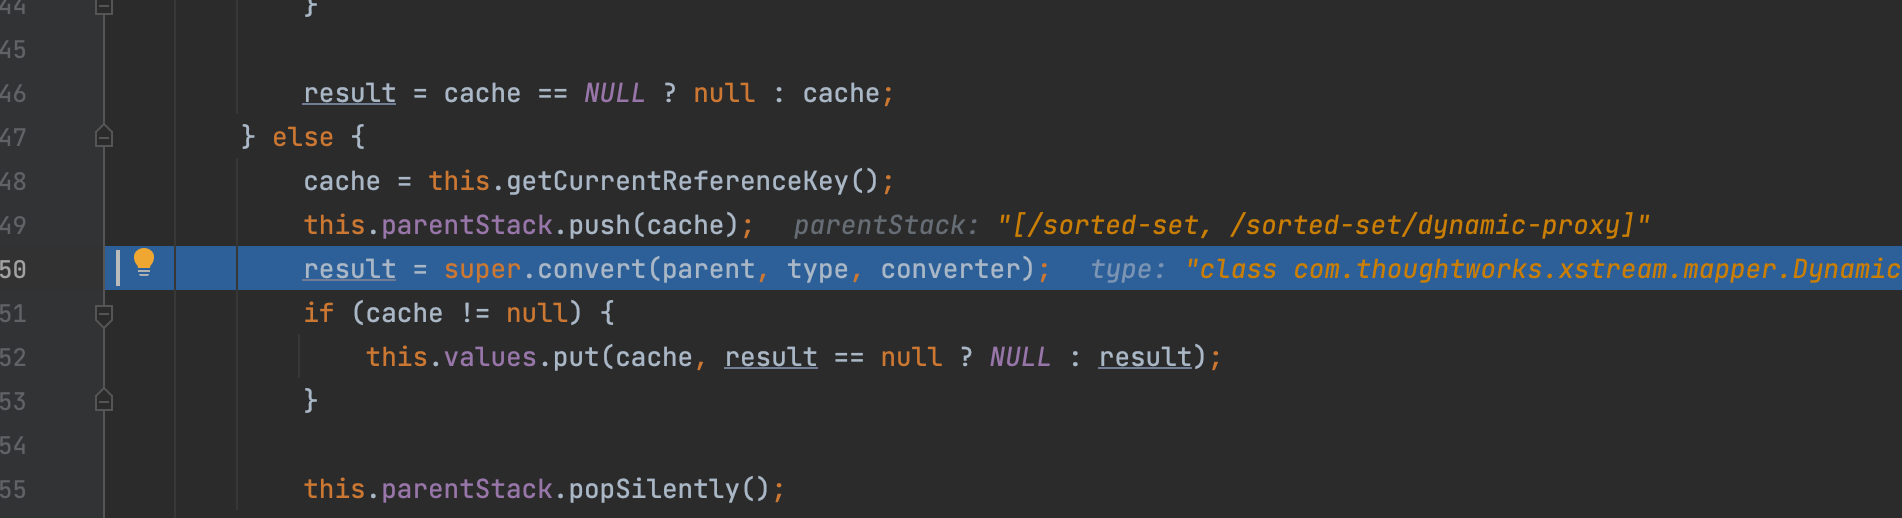 44 }
45
46 result = cache == NULL ? null : cache;
47 } else {
48 cache = this.getCurrentReferenceKey();
49 this.parentStack.push(cache); parentStack: "[/sorted-set, /sorted-set/dynamic-proxy]"
50 result = super.convert(parent, type, converter); type: "class com.thoughtworks.xstream.mapper.Dynamic
51 if (cache != null) {
52 this.values.put(cache, result == null ? NULL : result);
53 }
54
55 this.parentStack.popSilently();